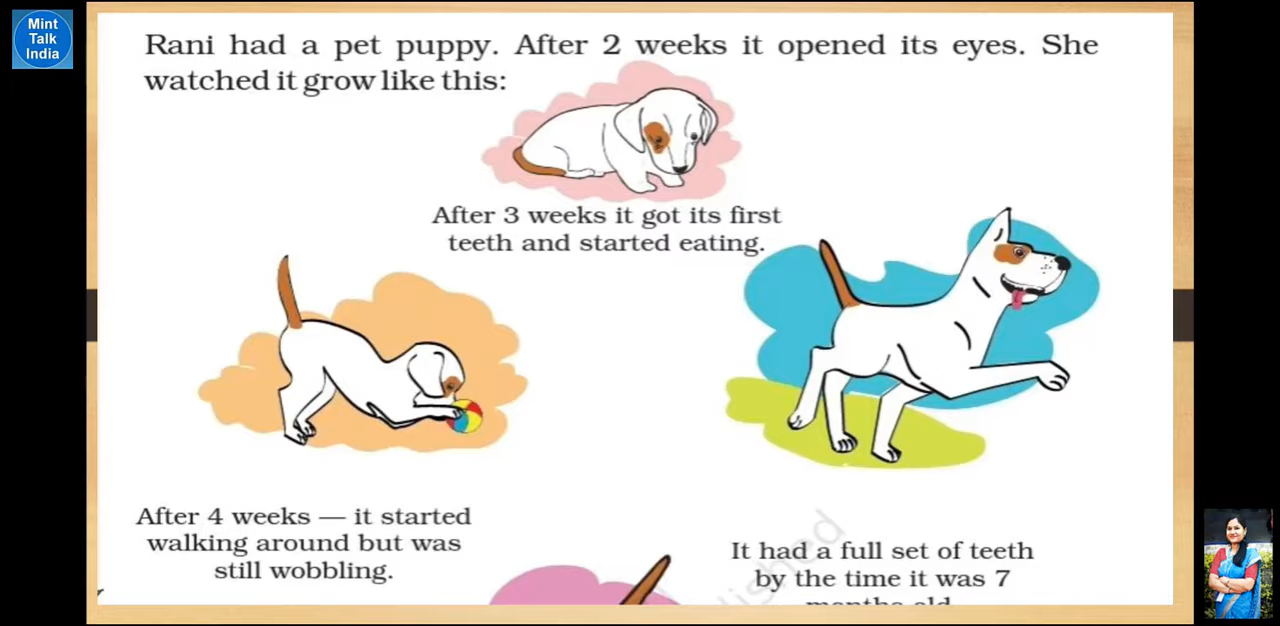 Mint
Talk
India
Rani had a pet puppy. After 2 weeks it opened its eyes. She
watched it grow like this:
After 3 weeks it got its first
teeth and started eating.
After 4 weeks — it started
walking around but was
still wobbling.
It had a full set of teeth
by the time it was 7
months old